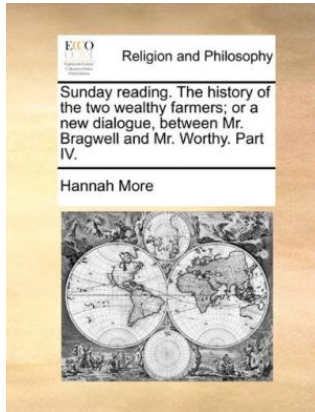 ECCO
Religion and Philosophy
Sunday reading. The history of
the two wealthy farmers; or a
new dialogue, between Mr.
Bragwell and Mr. Worthy. Part
IV.
Hannah More